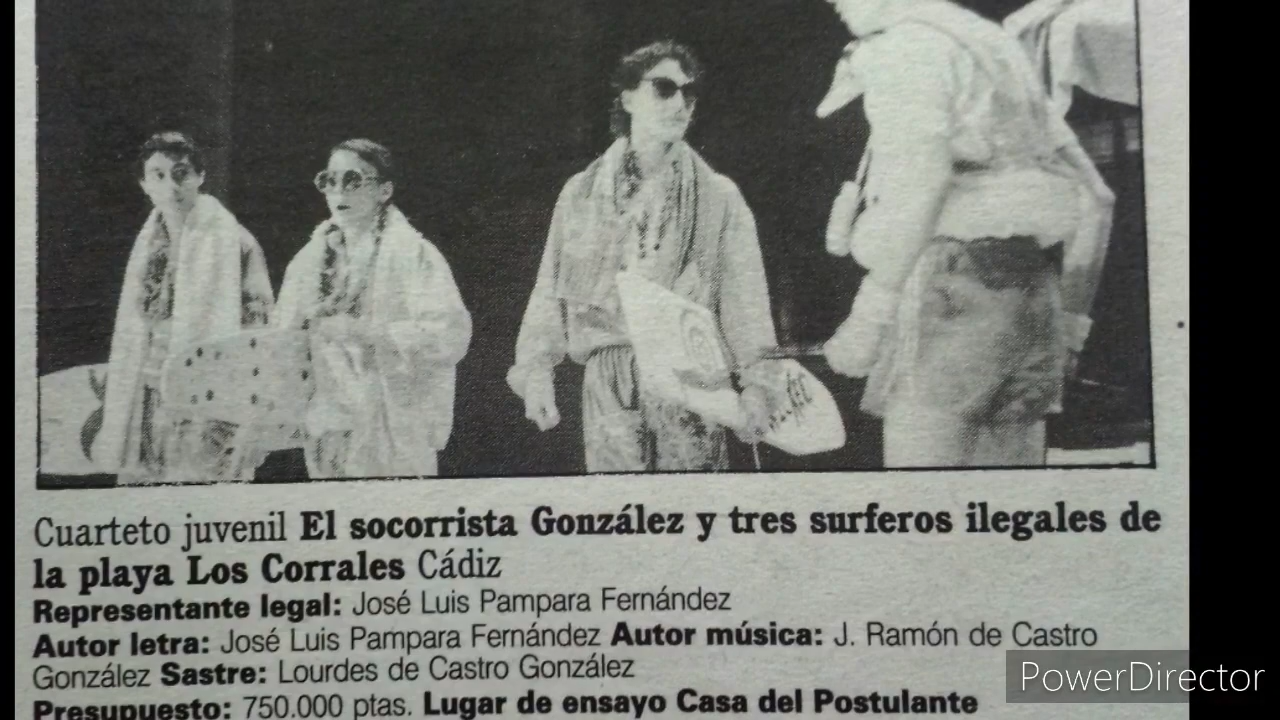 Cuarteto juvenil El socorrista González y tres surferos ilegales de
la playa Los Corrales Cádiz
Representante legal: José Luis Pampara Fernández
Autor letra: José Luis Pampara Fernández Autor música: J. Ramón de Castro
González Sastre: Lourdes de Castro González
Presupuesto: 750.000 ptas. Lugar de ensayo Casa del Postulante
PowerDirector